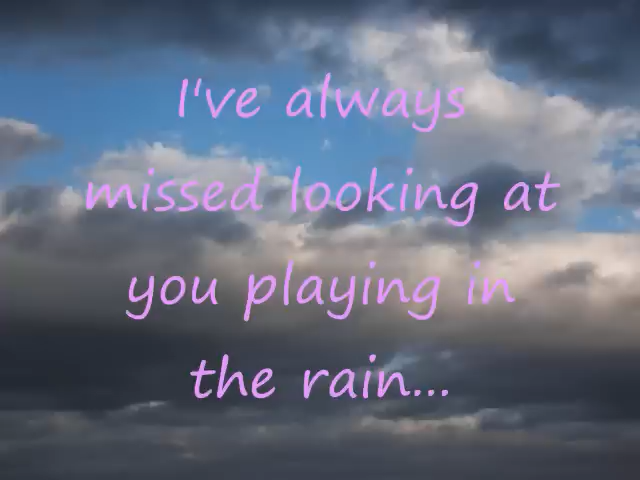 I've always
missed looking at
you playing in
the rain...